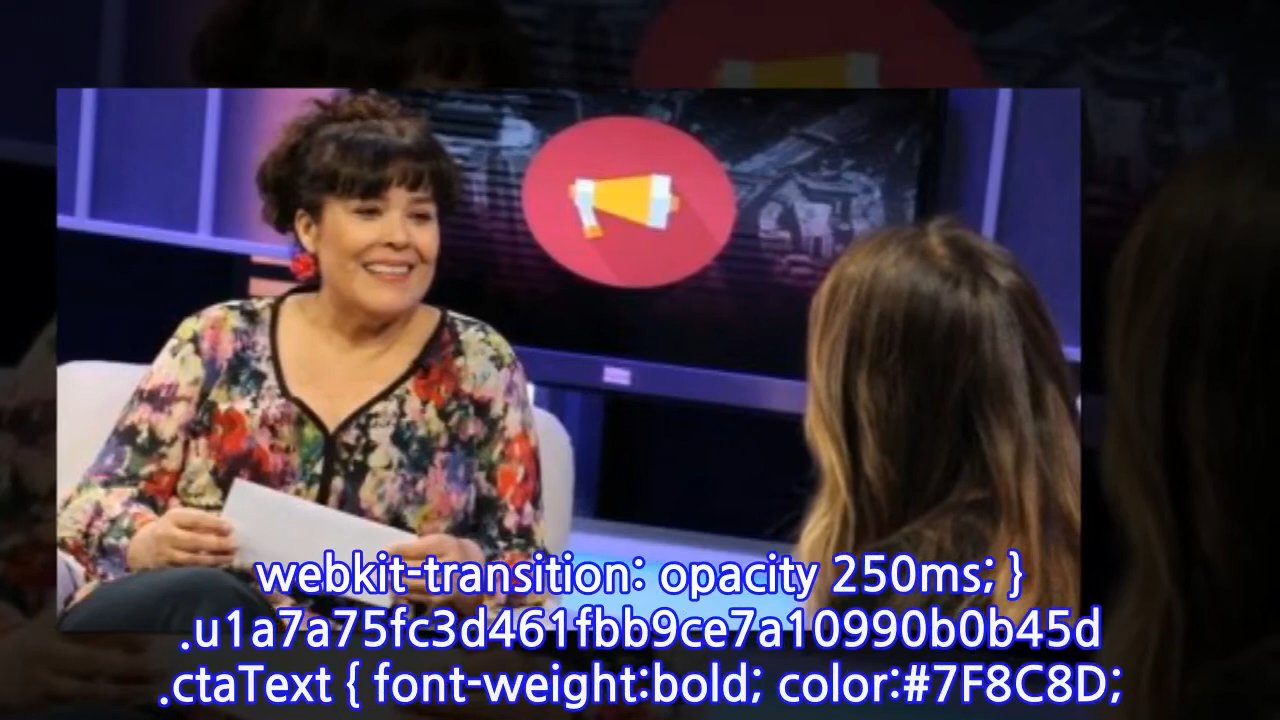 webkit-transition: opacity 250ms; }
.u1a7a75fc3d461fbb9ce7a10990b0b45d
.ctaText { font-weight:bold; color:#7F8C8D;